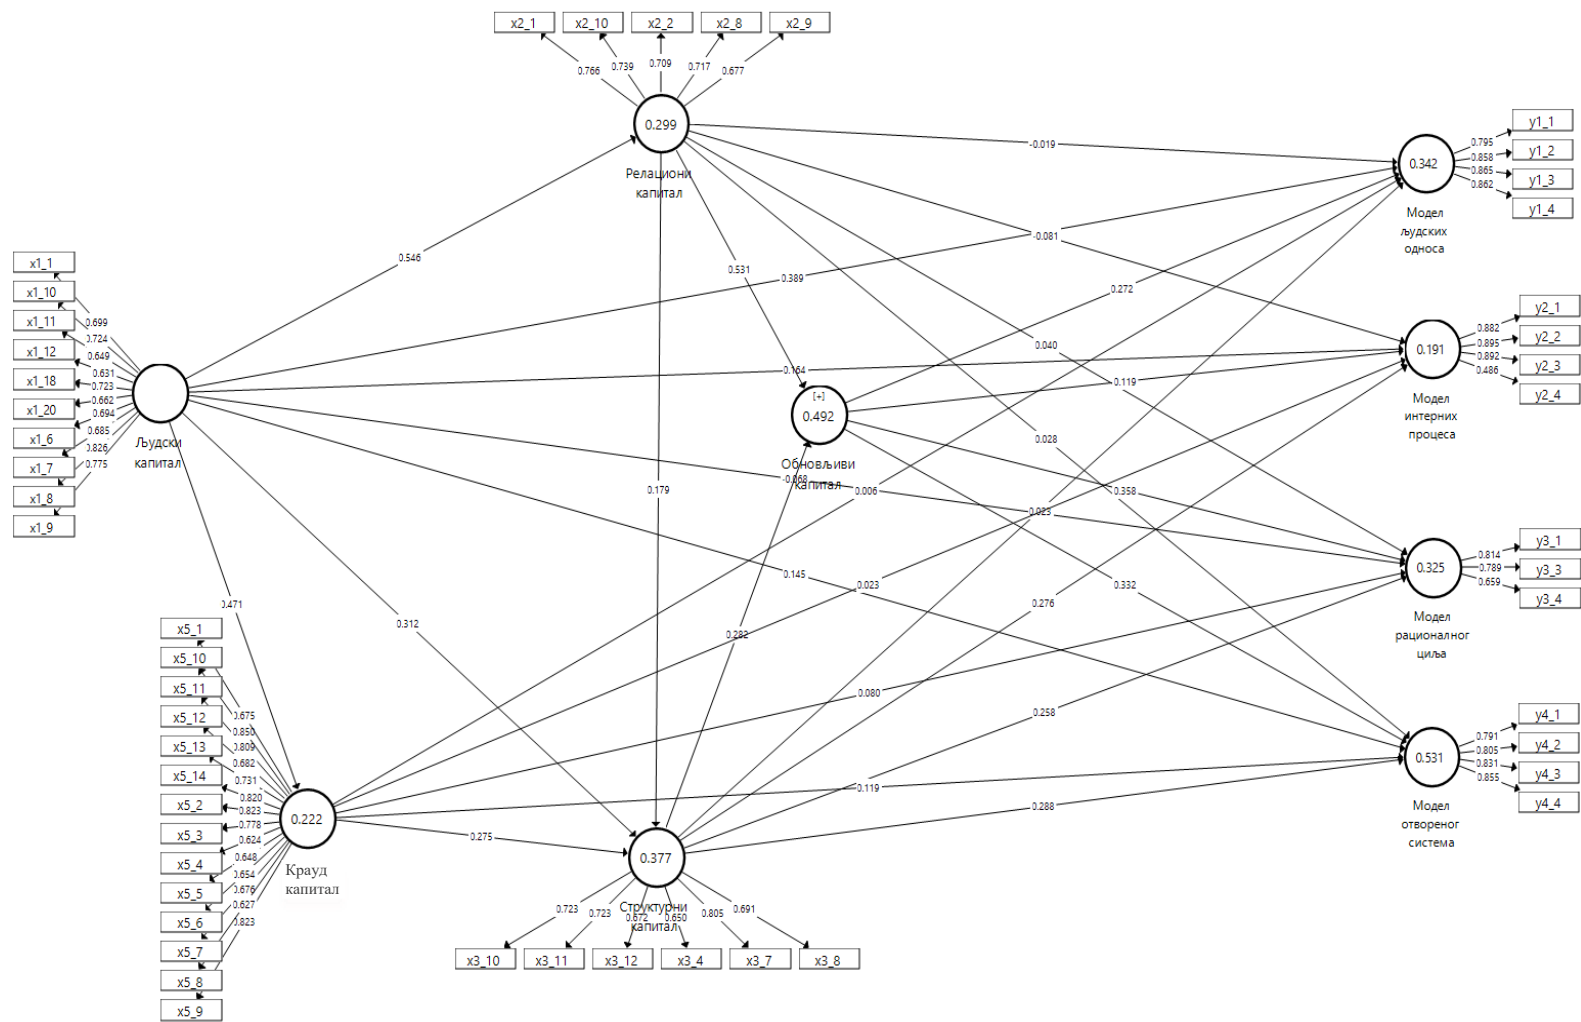 x2_1
x2_10
x2_2
x2_8
x2_9
0.766
0.739
0.709
0.717
0.677
0.299
Релациони
капитал
-0.019
0.342
Модел
људских
односа
0.795
0.858
0.865
0.862
y1_1
y1_2
y1_3
y1_4
0.546
0.531
0.389
-0.081
0.272
0.040
0.164
0.119
0.028
0.191
Модел
интерних
процеса
0.882
0.895
0.892
0.486
y2_1
y2_2
y2_3
y2_4
x1_1
x1_10
x1_11
x1_12
x1_18
x1_20
x1_6
x1_7
x1_8
x1_9
0.699
0.724
0.649
0.631
0.723
0.662
0.694
0.685
0.826
0.775
Људски
капитал
[+]
0.492
Обновљиви
капитал
-0.068
0.006
0.179
0.358
0.023
0.145
0.023
0.332
0.276
0.471
0.312
0.282
0.325
Модел
рационалног
циља
0.814
0.789
0.659
y3_1
y3_3
y3_4
0.080
0.258
0.119
0.288
0.275
0.531
Модел
отвореног
система
0.791
0.805
0.831
0.855
y4_1
y4_2
y4_3
y4_4
x5_1
x5_10
x5_11
x5_12
x5_13
x5_14
x5_2
x5_3
x5_4
x5_5
x5_6
x5_7
x5_8
x5_9
0.675
0.850
0.809
0.682
0.731
0.820
0.823
0.778
0.624
0.648
0.654
0.676
0.627
0.823
0.222
Крауд
капитал
0.377
Структурни
капитал
0.723
0.723
0.672
0.650
0.805
0.691
x3_10
x3_11
x3_12
x3_4
x3_7
x3_8